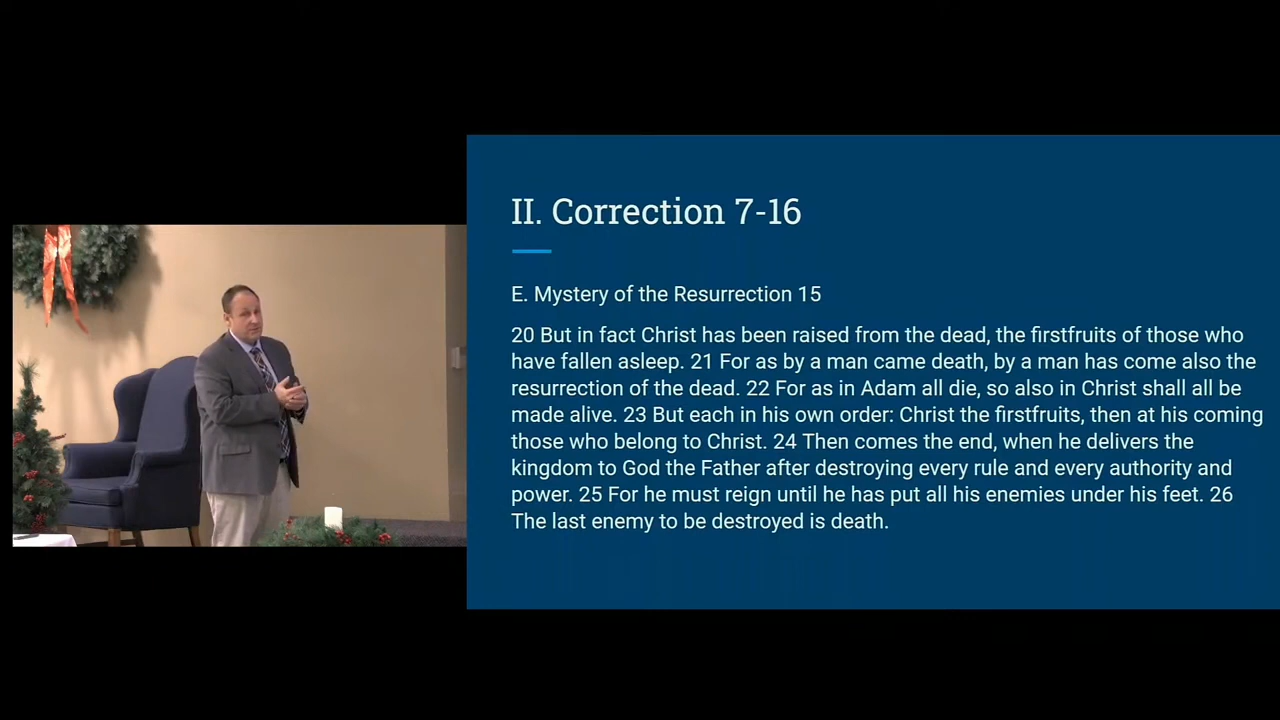 II. Correction 7-16
E. Mystery of the Resurrection 15
20 But in fact Christ has been raised from the dead, the firstfruits of those who
have fallen asleep. 21 For as by a man came death, by a man has come also the
resurrection of the dead. 22 For as in Adam all die, so also in Christ shall all be
made alive. 23 But each in his own order: Christ the firstfruits, then at his coming
those who belong to Christ. 24 Then comes the end, when he delivers the
kingdom to God the Father after destroying every rule and every authority and
power. 25 For he must reign until he has put all his enemies under his feet. 26
The last enemy to be destroyed is death.